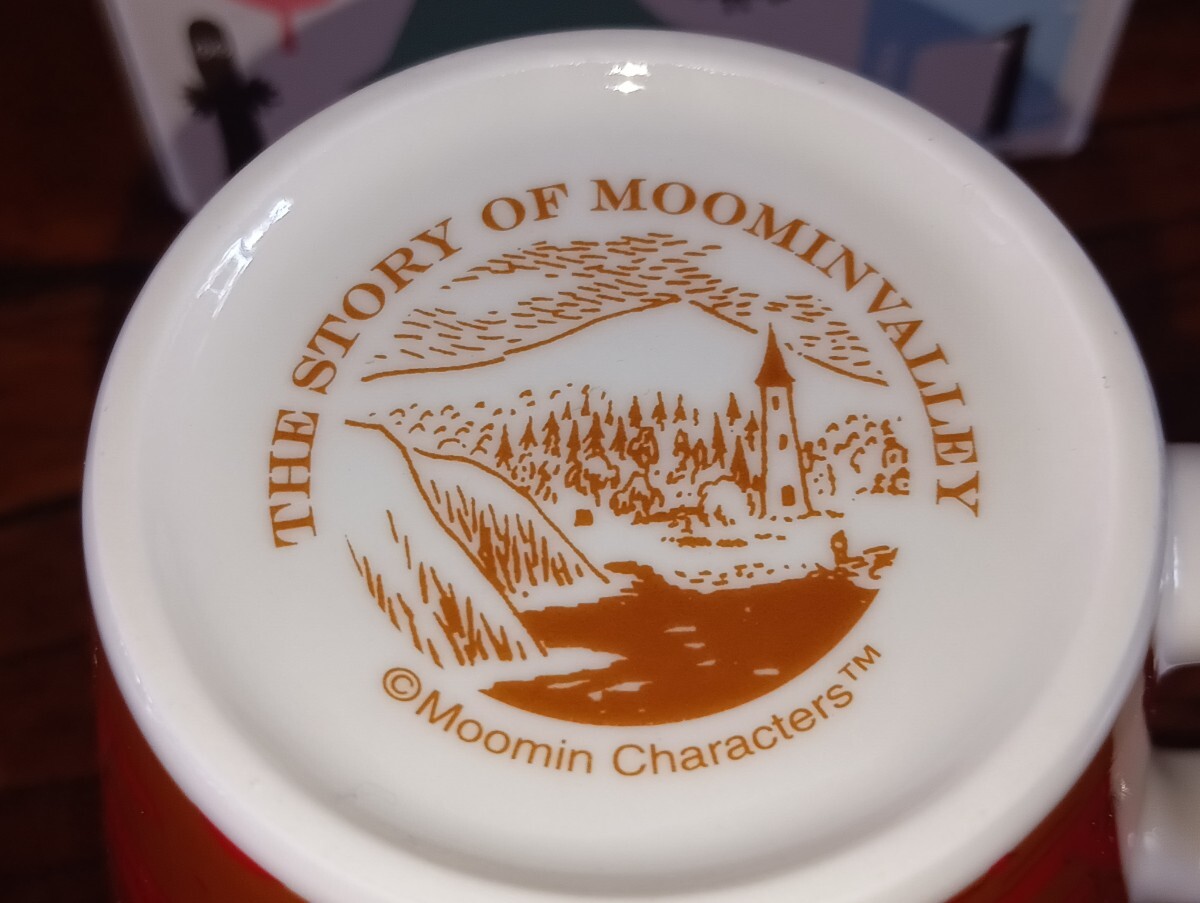 THE STORY OF MOOMINVALLEY
©Moomin Characters™